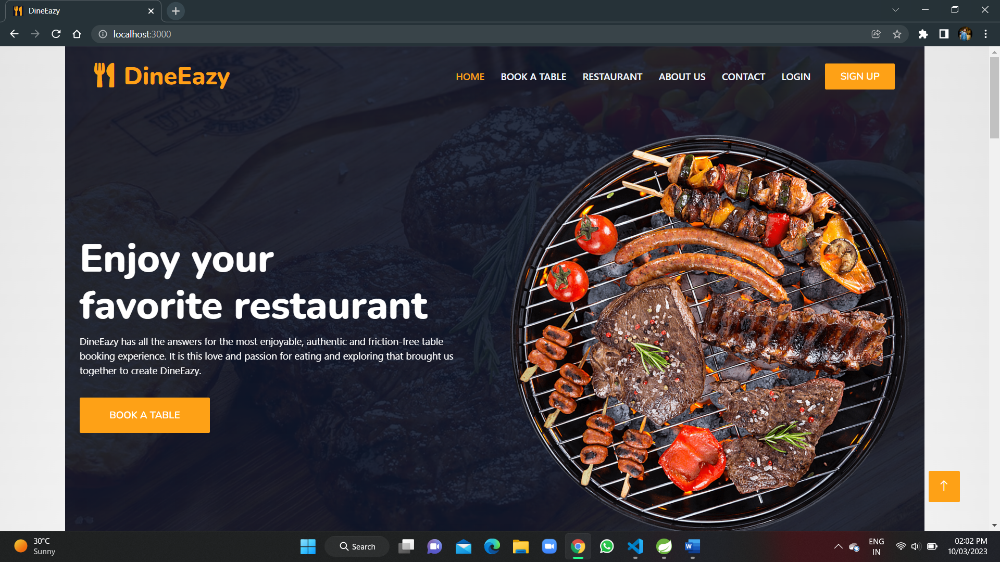 DineEazy
localhost:3000
DineEazy
HOME BOOK A TABLE RESTAURANT ABOUT US CONTACT LOGIN SIGN UP
Enjoy your
favorite restaurant
DineEazy has all the answers for the most enjoyable, authentic and friction-free table
booking experience. It is this love and passion for eating and exploring that brought us
together to create DineEazy.
BOOK A TABLE
30°C
Sunny
Search
W
ENG
IN
02:02 PM
10/03/2023